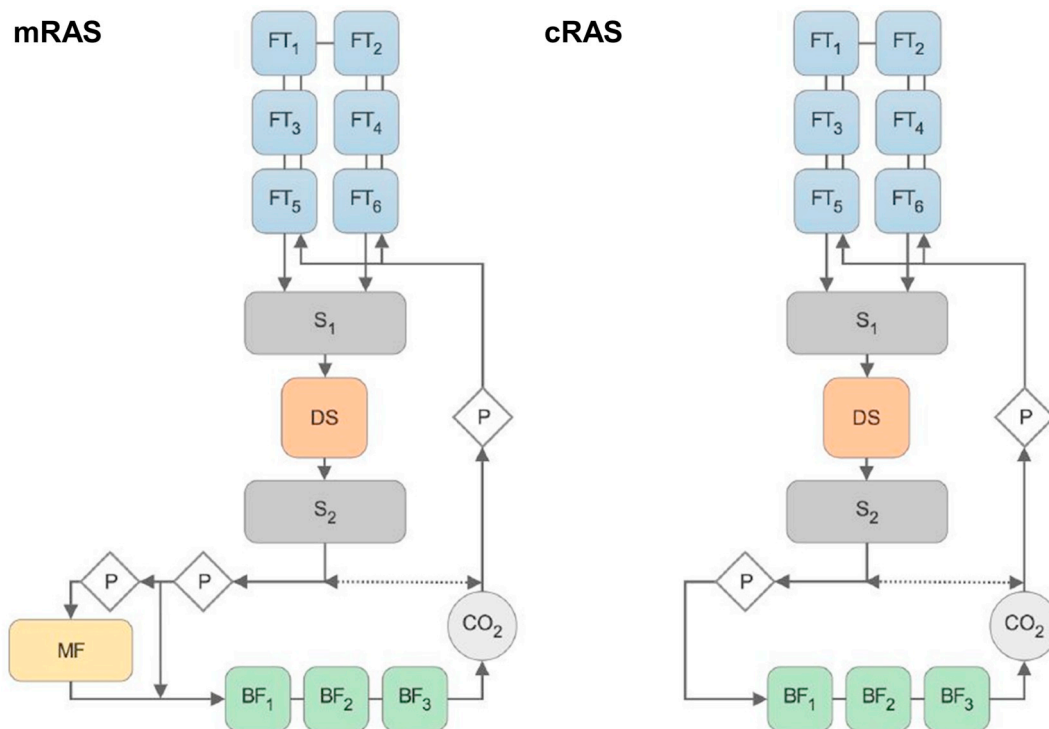 mRAS
FT₁ FT₂
FT₃ FT₄
FT₅ FT₆
S₁
DS
P
S₂
P P
CO₂
MF
BF₁ BF₂ BF₃
cRAS
FT₁ FT₂
FT₃ FT₄
FT₅ FT₆
S₁
DS
P
S₂
P
CO₂
BF₁ BF₂ BF₃